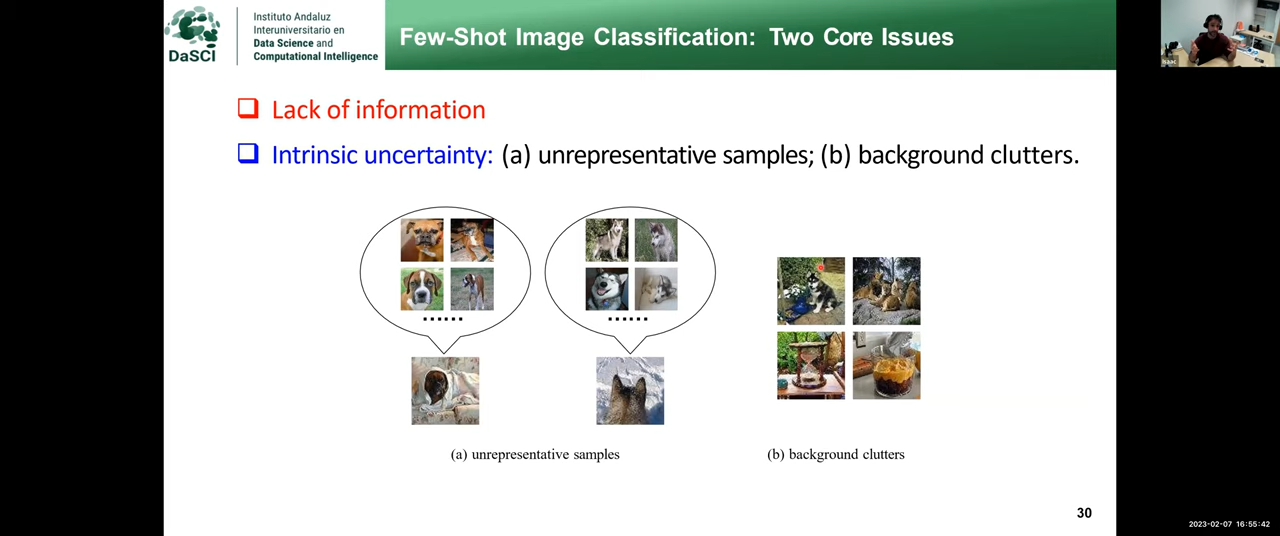 DaSCI
Instituto Andaluz
Interuniversitario en
Data Science and
Computational Intelligence
Few-Shot Image Classification: Two Core Issues
Isaac
Lack of information
Intrinsic uncertainty: (a) unrepresentative samples; (b) background clutters.
......
......
(a) unrepresentative samples
(b) background clutters
30
2023-02-07 16:55:42